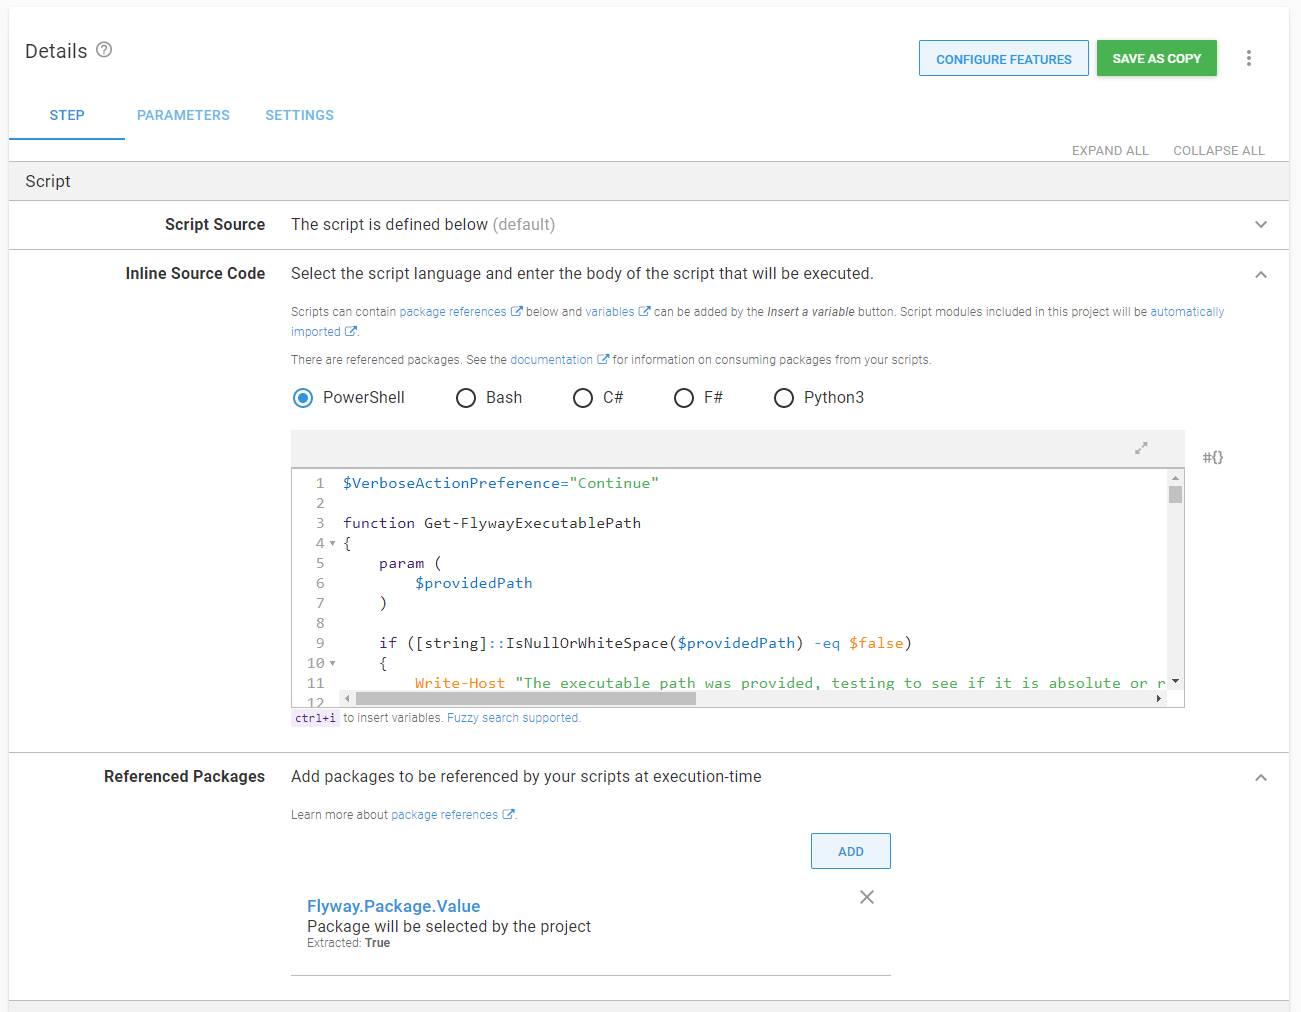 Details
CONFIGURE FEATURES
SAVE AS COPY
STEP
PARAMETERS
SETTINGS
EXPAND ALL
COLLAPSE ALL
Script
Script Source
The script is defined below (default)
Inline Source Code
Select the script language and enter the body of the script that will be executed.
Scripts can contain package references below and variables can be added by the Insert a variable button. Script modules included in this project will be automatically
imported .
There are referenced packages. See the documentation for information on consuming packages from your scripts.
PowerShell
Bash
C#
F#
Python3
#{}
1 $VerboseActionPreference="Continue"
2
3 function Get-FlywayExecutablePath
4 {
5 param (
6 $providedPath
7 )
8
9 if ([string]::IsNullOrWhiteSpace($providedPath) -eq $false)
10 {
11 Write-Host "The executable path was provided, testing to see if it is absolute or r
12
ctrl+i to insert variables. Fuzzy search supported.
Referenced Packages
Add packages to be referenced by your scripts at execution-time
Learn more about package references .
ADD
Flyway.Package.Value
Package will be selected by the project
Extracted: True